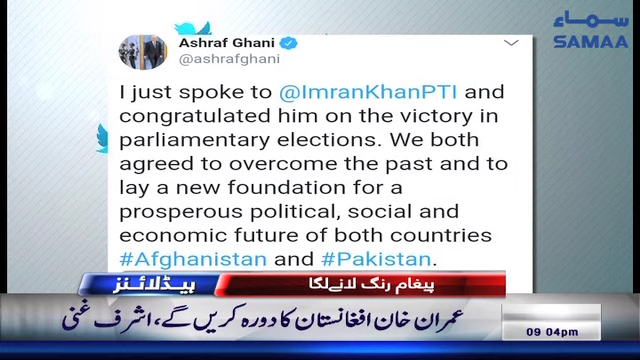 سماء
SAMAA
Ashraf Ghani
@ashrafghani
I just spoke to @ImranKhanPTI and
congratulated him on the victory in
parliamentary elections. We both
agreed to overcome the past and to
lay a new foundation for a
prosperous political, social and
economic future of both countries
#Afghanistan and #Pakistan.
پیغام رنگ لانے لگا
ہیڈلائنز
عمران خان افغانستان کا دورہ کریں گے، اشرف غنی
09 04pm